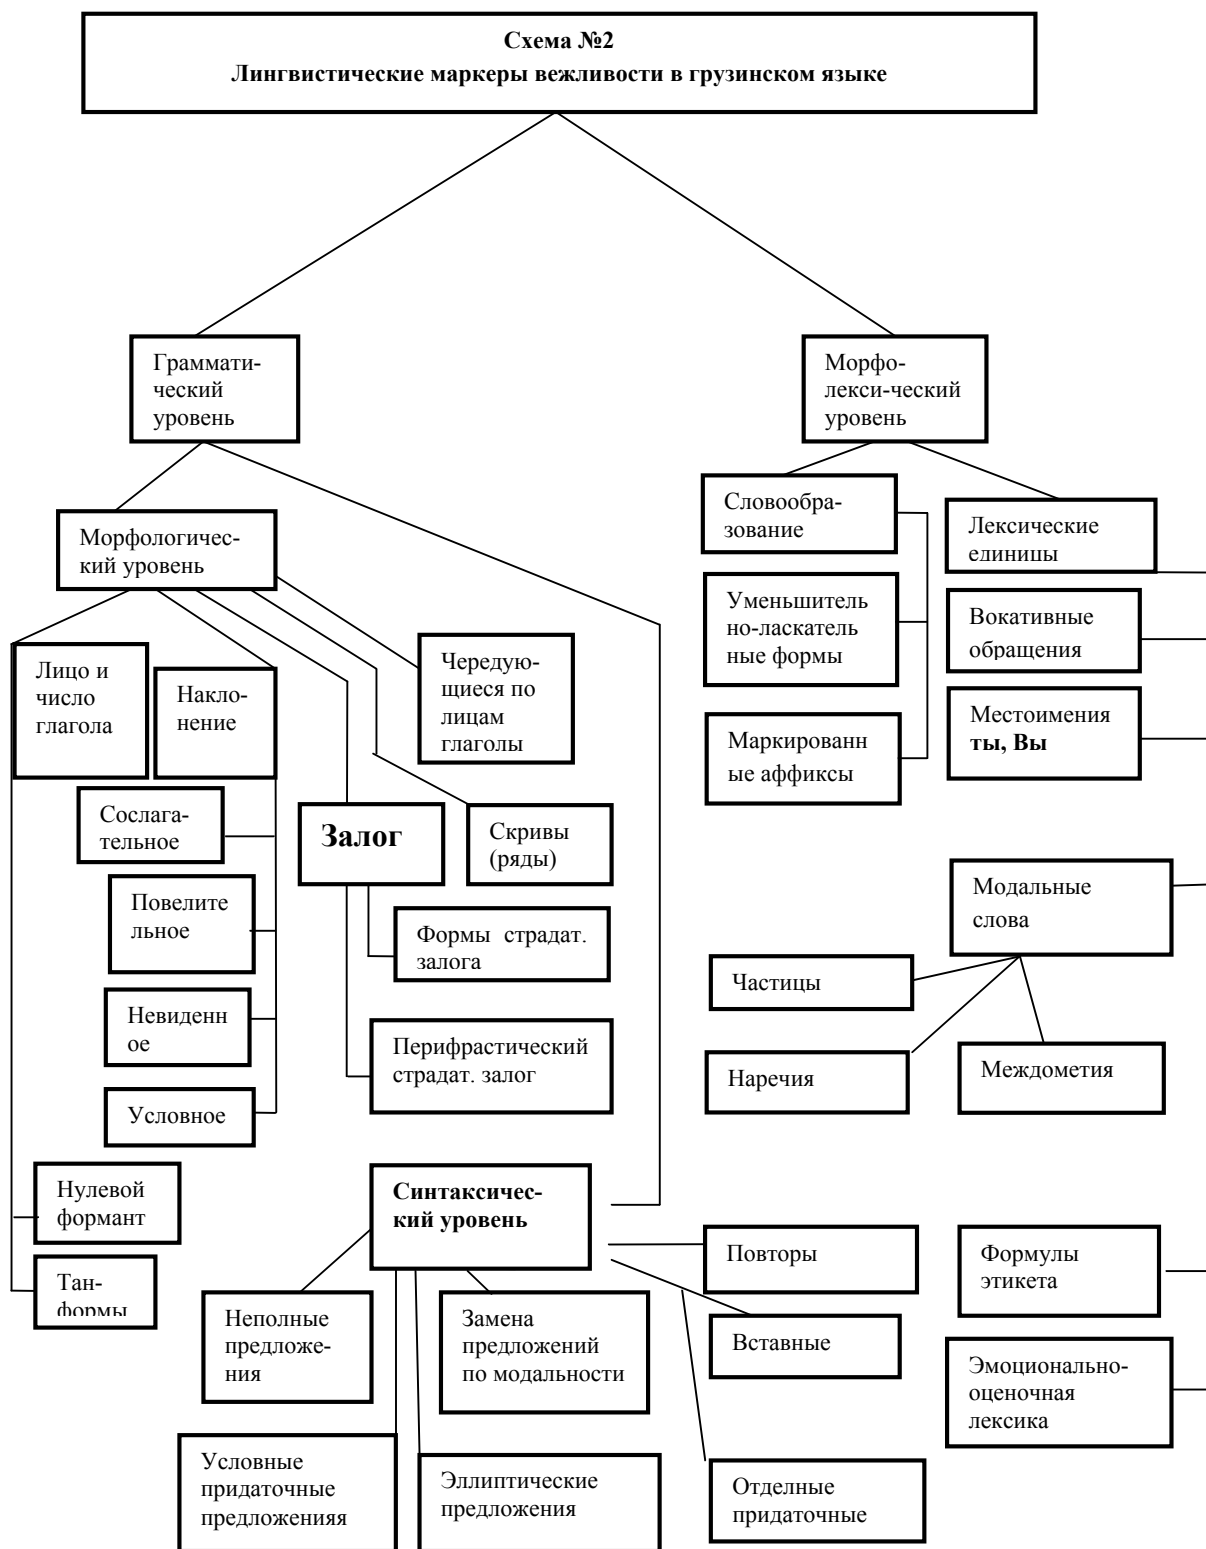 Схема №2
Лингвистические маркеры вежливости в грузинском языке
Граммати-
ческий
уровень
Морфо-
лекси-ческий
уровень
Морфологичес-
кий уровень
Словообра-
зование
Лексические
единицы
Уменьшитель
но-ласкатель
ные формы
Вокативные
обращения
Лицо и
число
глагола
Накло-
нение
Чередую-
щиеся по
лицам
глаголы
Маркированн
ые аффиксы
Местоимения
ты, Вы
Сослага-
тельное
Залог
Скривы
(ряды)
Повелите
льное
Формы страдат.
залога
Модальные
слова
Частицы
Невиденн
ое
Перифрастический
страдат. залог
Наречия
Междометия
Условное
Нулевой
формант
Синтаксичес-
кий уровень
Повторы
Формулы
этикета
Тан-
формы
Неполные
предложе-
ния
Замена
предложений
по модальности
Вставные
Эмоционально-
оценочная
лексика
Условные
придаточные
предложенияя
Эллиптические
предложения
Отделные
придаточные